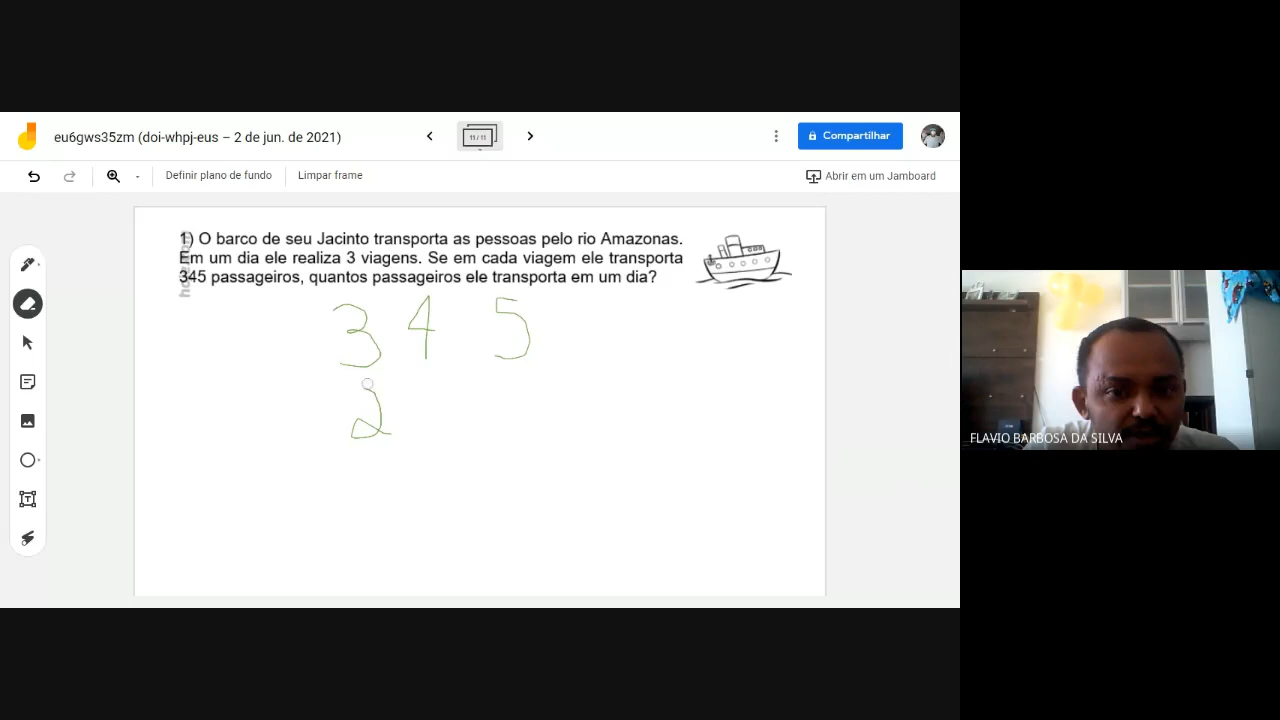 eu6gws35zm (doi-whpj-eus – 2 de jun. de 2021)
11 / 11
Compartilhar
Definir plano de fundo
Limpar frame
Abrir em um Jamboard
1) O barco de seu Jacinto transporta as pessoas pelo rio Amazonas.
Em um dia ele realiza 3 viagens. Se em cada viagem ele transporta
345 passageiros, quantos passageiros ele transporta em um dia?
3 4 5
2
FLAVIO BARBOSA DA SILVA